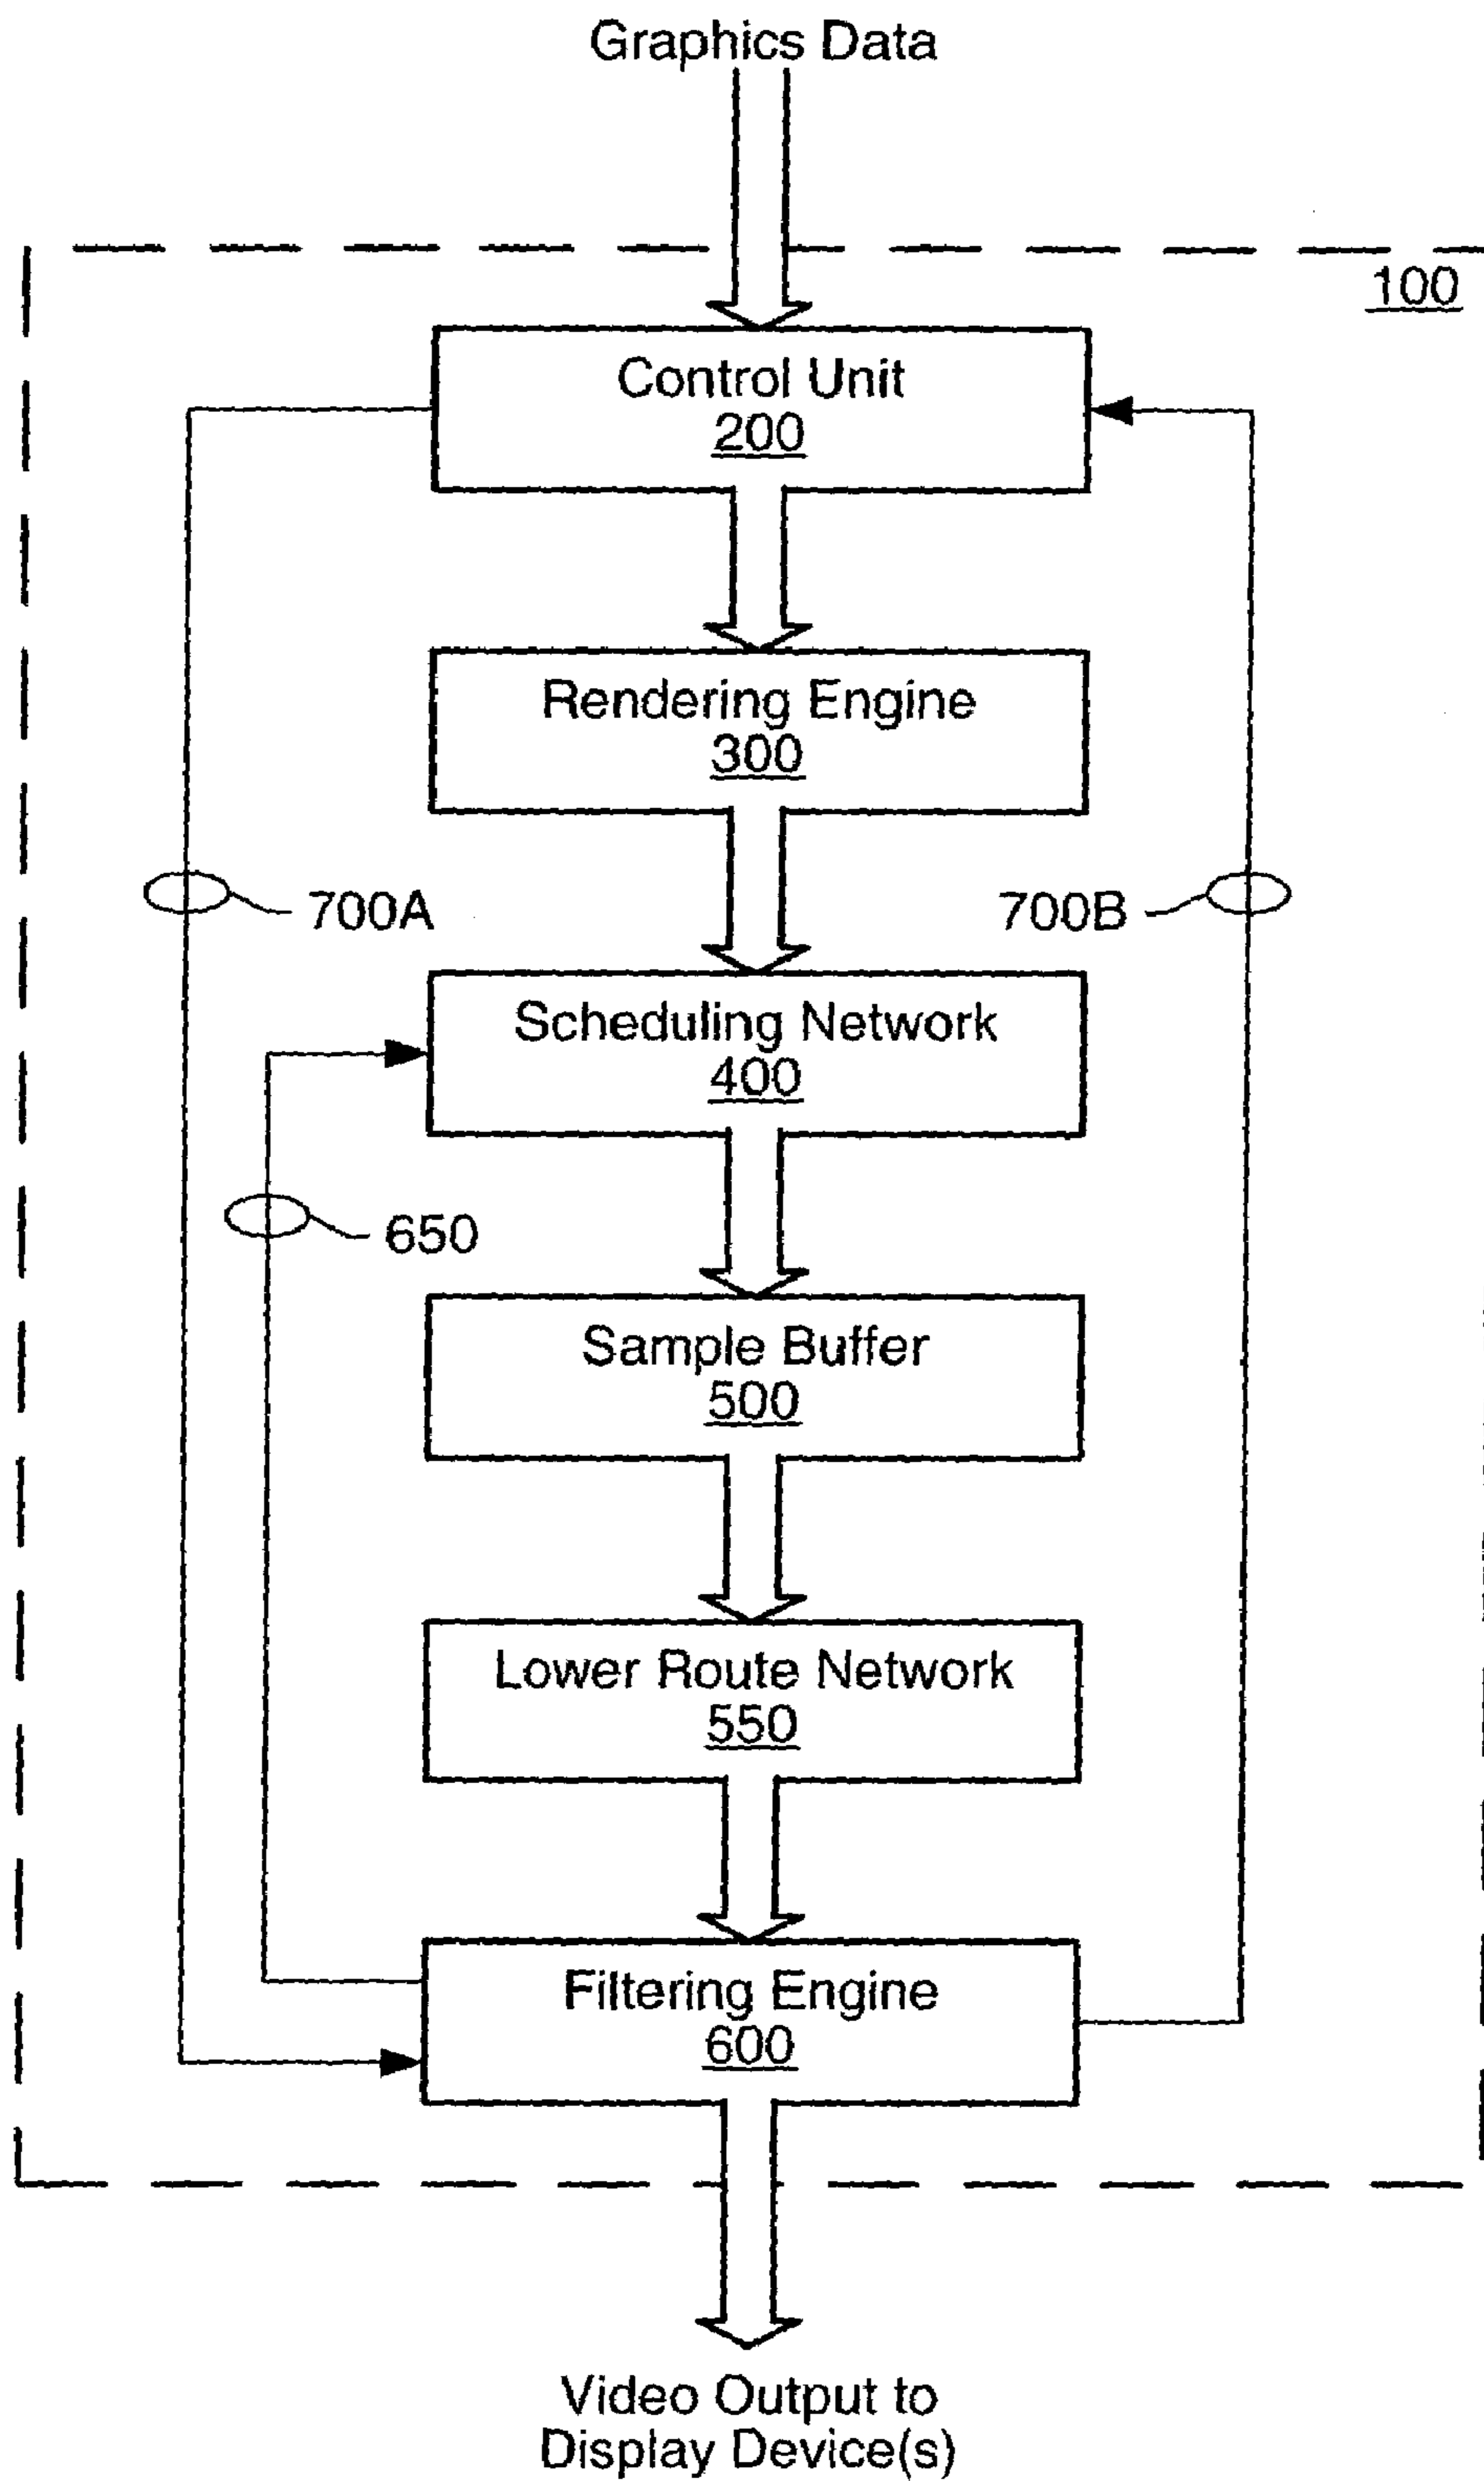 Graphics Data
100
Control Unit
200
Rendering Engine
300
700A
700B
Scheduling Network
400
650
Sample Buffer
500
Lower Route Network
550
Filtering Engine
600
Video Output to
Display Device(s)